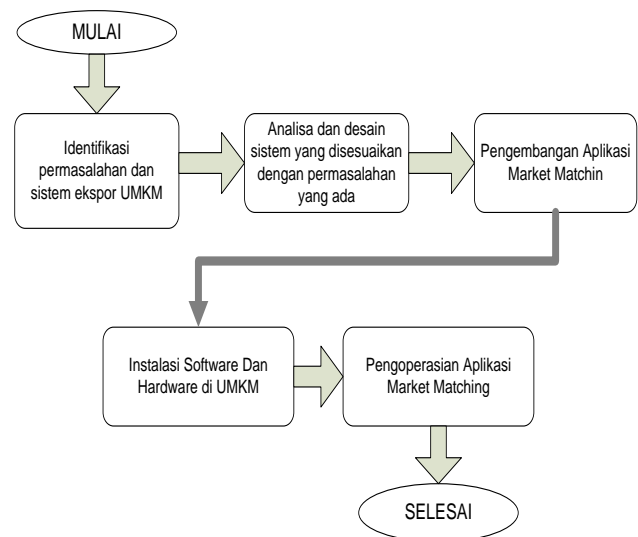 MULAI
Identifikasi
permasalahan dan
sistem ekspor UMKM
Analisa dan desain
sistem yang disesuaikan
dengan permasalahan
yang ada
Pengembangan Aplikasi
Market Matchin
Instalasi Software Dan
Hardware di UMKM
Pengoperasian Aplikasi
Market Matching
SELESAI